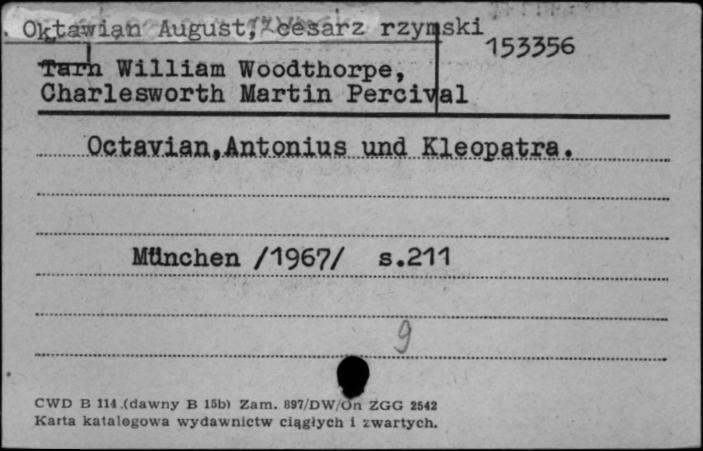 Oktawian August, cesarz rzymski
153356
Tarn William Woodthorpe,
Charlesworth Martin Percival
Octavian,Antonius und Kleopatra.
München /1967/ s.211
9
CWD B 114.(dawny B 15b) Zam. 897/DW/On ZGG 2542
Karta katalogowa wydawnictw ciągłych i zwartych.